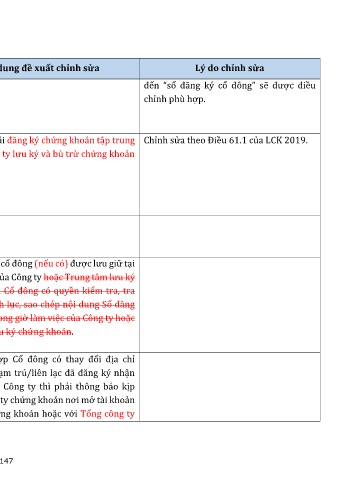 dung đề xuất chỉnh sửa
Lý do chỉnh sửa
đến “sổ đăng ký cổ đông” sẽ được điều
chỉnh phù hợp.
ải đăng ký chứng khoán tập trung
ty lưu ký và bù trừ chứng khoán
Chỉnh sửa theo Điều 61.1 của LCK 2019.
cổ đông (nếu có) được lưu giữ tại
ủa Công ty hoặc Trung tâm lưu ký
Cổ đông có quyền kiểm tra, tra
h lục, sao chép nội dung Sổ đăng
ong giờ làm việc của Công ty hoặc
u ký chứng khoán.
ợp Cổ đông có thay đổi địa chỉ
ạm trú/liên lạc đã đăng ký nhận
Công ty thì phải thông báo kịp
ty chứng khoán nơi mở tài khoản
ng khoán hoặc với Tổng công ty
147